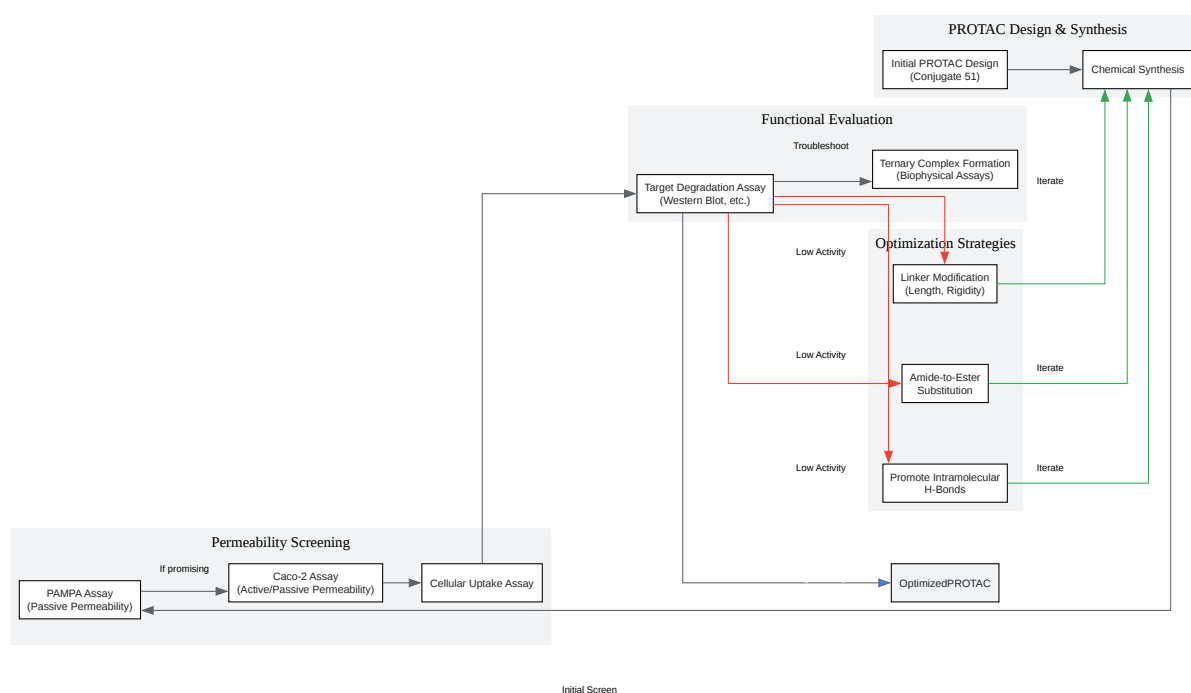 PROTAC Design & Synthesis
Initial PROTAC Design
(Conjugate 51)
Chemical Synthesis
Functional Evaluation
Troubleshoot
Ternary Complex Formation
(Biophysical Assays)
Target Degradation Assay
(Western Blot, etc.)
Iterate
Optimization Strategies
Low Activity
Linker Modification
(Length, Rigidity)
Low Activity
Iterate
Amide-to-Ester
Substitution
Low Activity
Iterate
Promote Intramolecular
H-Bonds
Permeability Screening
If promising
Caco-2 Assay
(Active/Passive Permeability)
Cellular Uptake Assay
OptimizedPROTAC
PAMPA Assay
(Passive Permeability)
Initial Screen